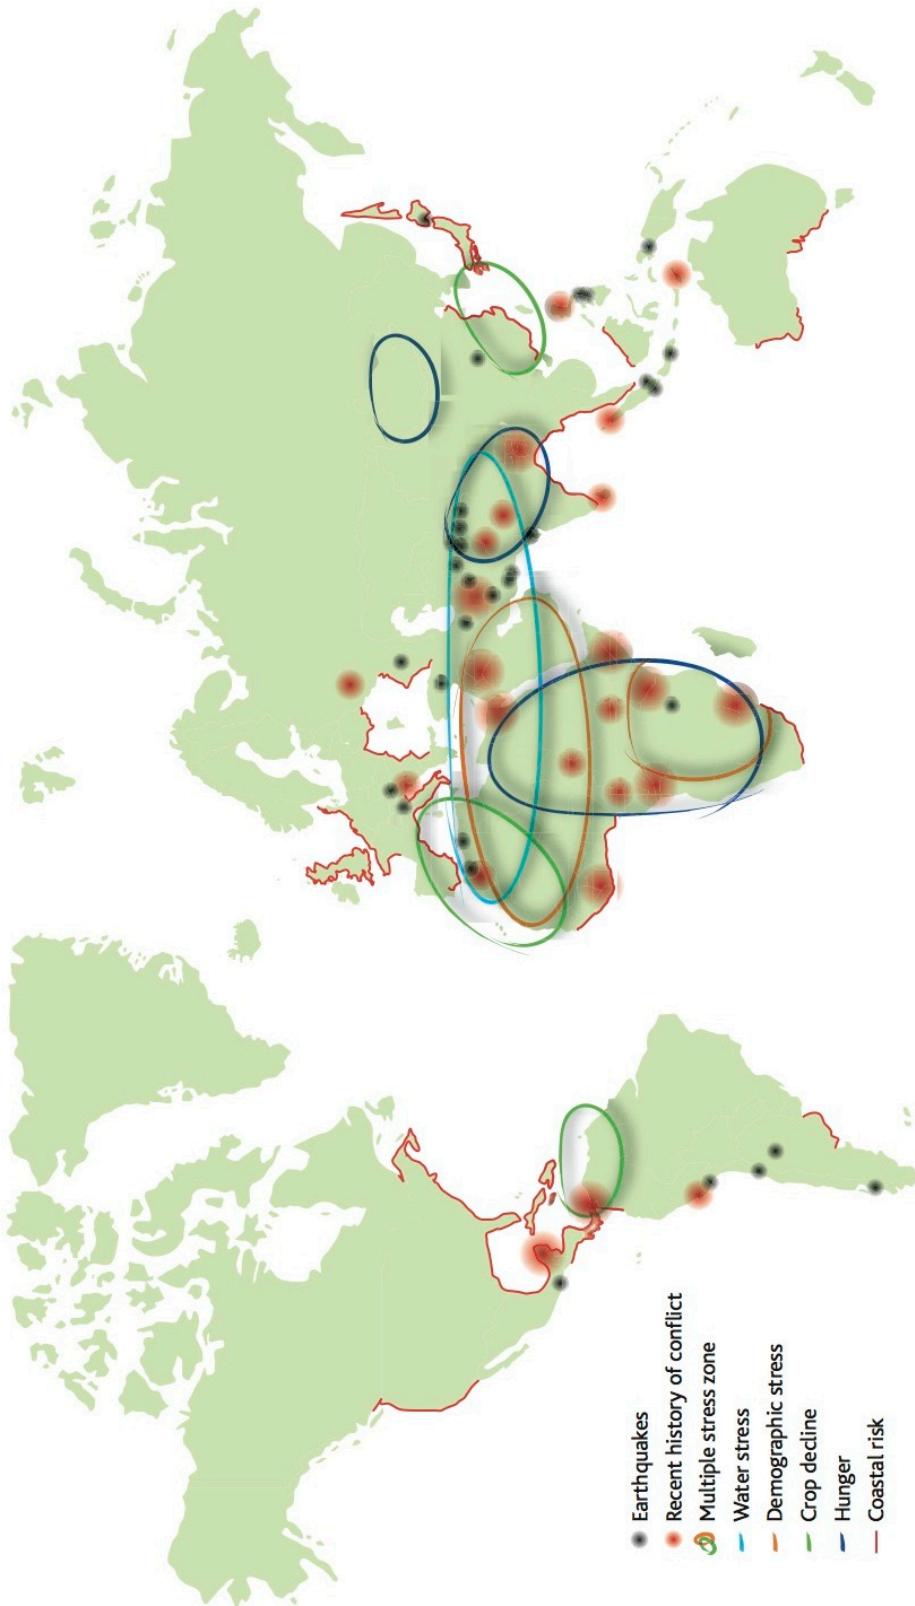 Earthquakes
Recent history of conflict
Multiple stress zone
Water stress
Demographic stress
Crop decline
Hunger
Coastal risk